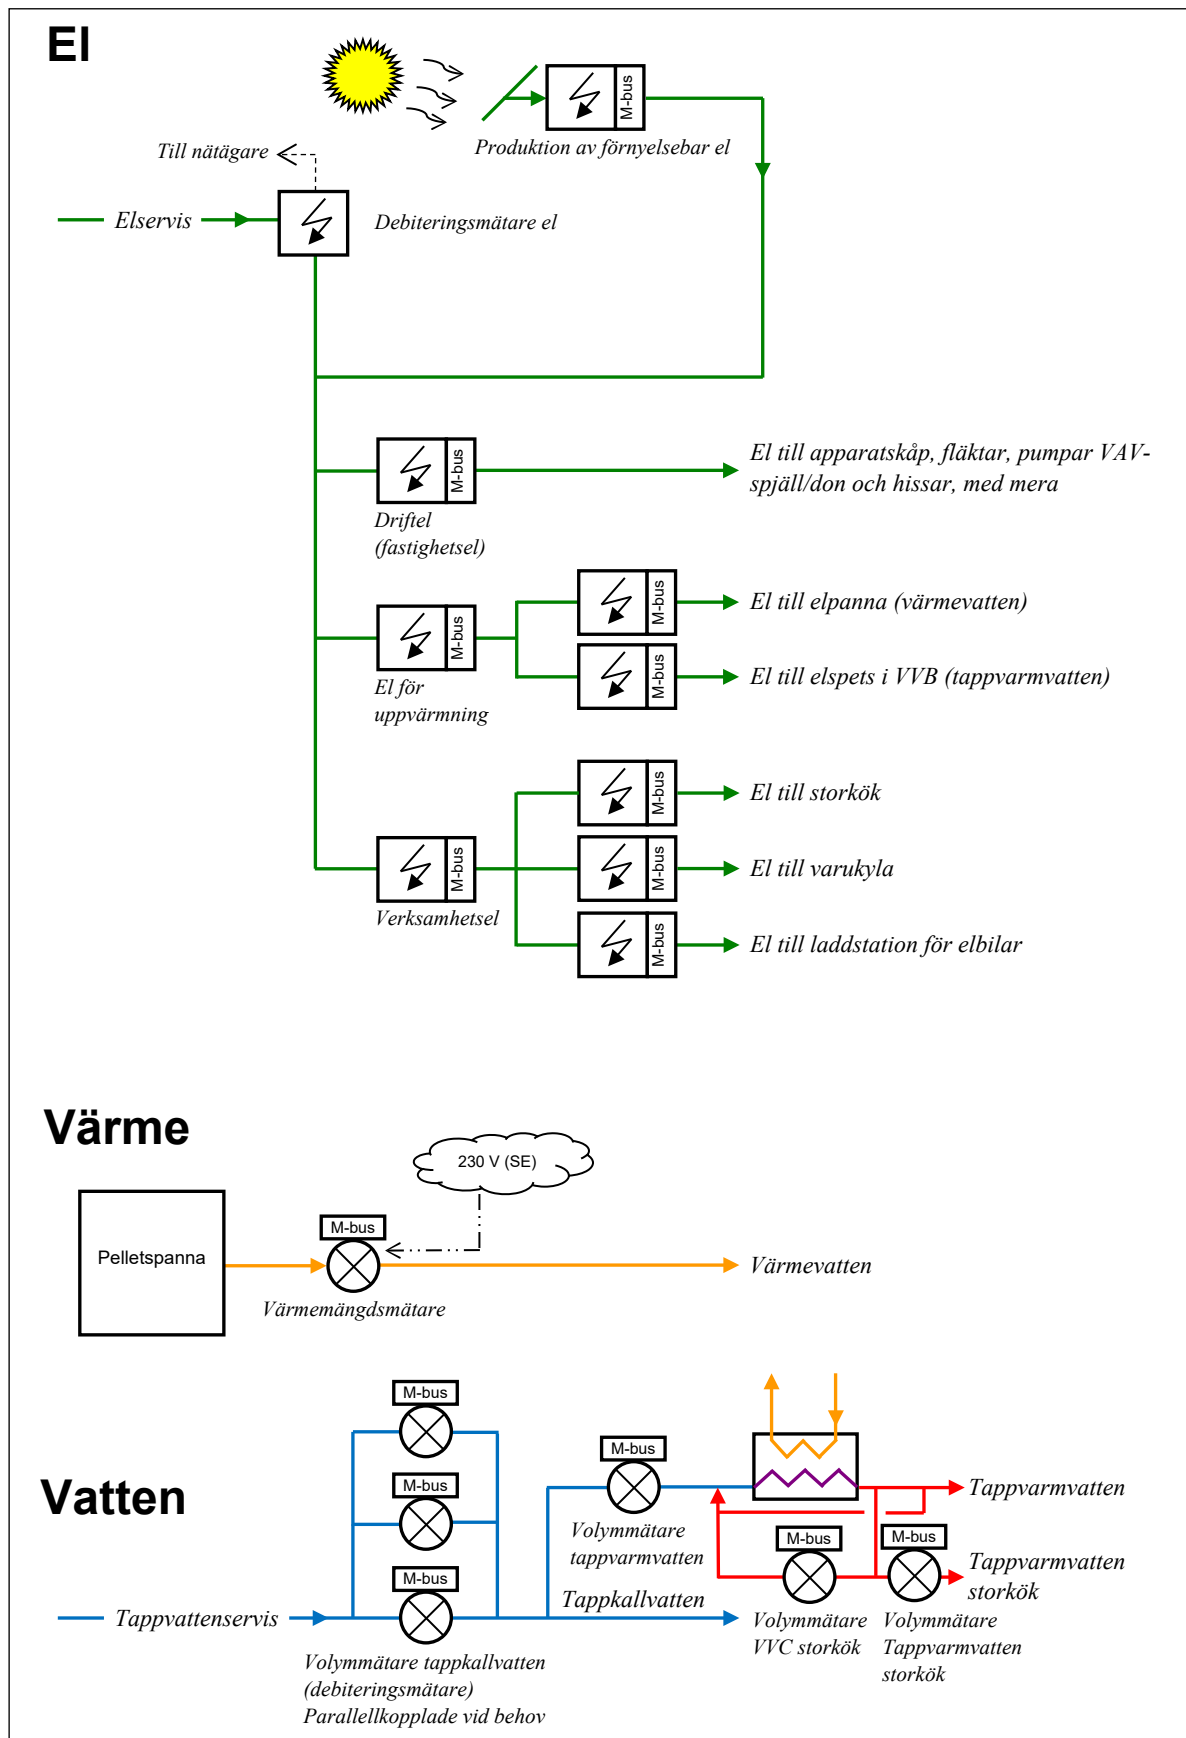 El
M-bus
Produktion av förnyelsebar el
Till nätägare
Elservis
Debiteringsmätare el
M-bus
El till apparatskåp, fläktar, pumpar VAV-
spjäll/don och hissar, med mera
Driftel
(fastighetsel)
M-bus
El till elpanna (värmevatten)
M-bus
M-bus
El till elspets i VVB (tappvarmvatten)
El för
uppvärmning
M-bus
El till storkök
M-bus
M-bus
El till varukyla
Verksamhetsel
M-bus
El till laddstation för elbilar
Värme
230 V (SE)
M-bus
Pelletspanna
Värmevatten
Värmemängdsmätare
Vatten
M-bus
M-bus
M-bus
M-bus
Tappvarmvatten
Volymmätare
tappvarmvatten
M-bus
M-bus
Tappvarmvatten
storkök
Tappkallvatten
Tappvattenservis
Volymmätare
VVC storkök
Volymmätare
Tappvarmvatten
storkök
Volymmätare tappkallvatten
(debiteringsmätare)
Parallellkopplade vid behov